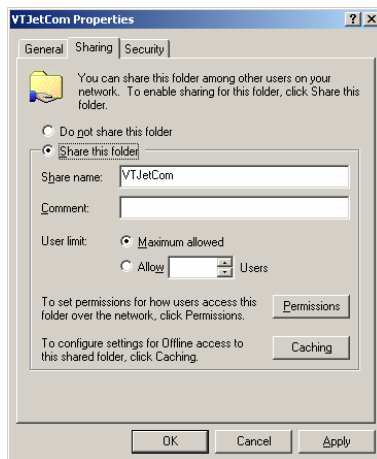 VTJetCom Properties
General Sharing Security
You can share this folder among other users on your
network. To enable sharing for this folder, click Share this
folder.
Do not share this folder
Share this folder
Share name: VTJetCom
Comment:
User limit: Maximum allowed
Allow Users
To set permissions for how users access this
folder over the network, click Permissions.
Permissions
To configure settings for Offline access to
this shared folder, click Caching.
Caching
OK Cancel Apply